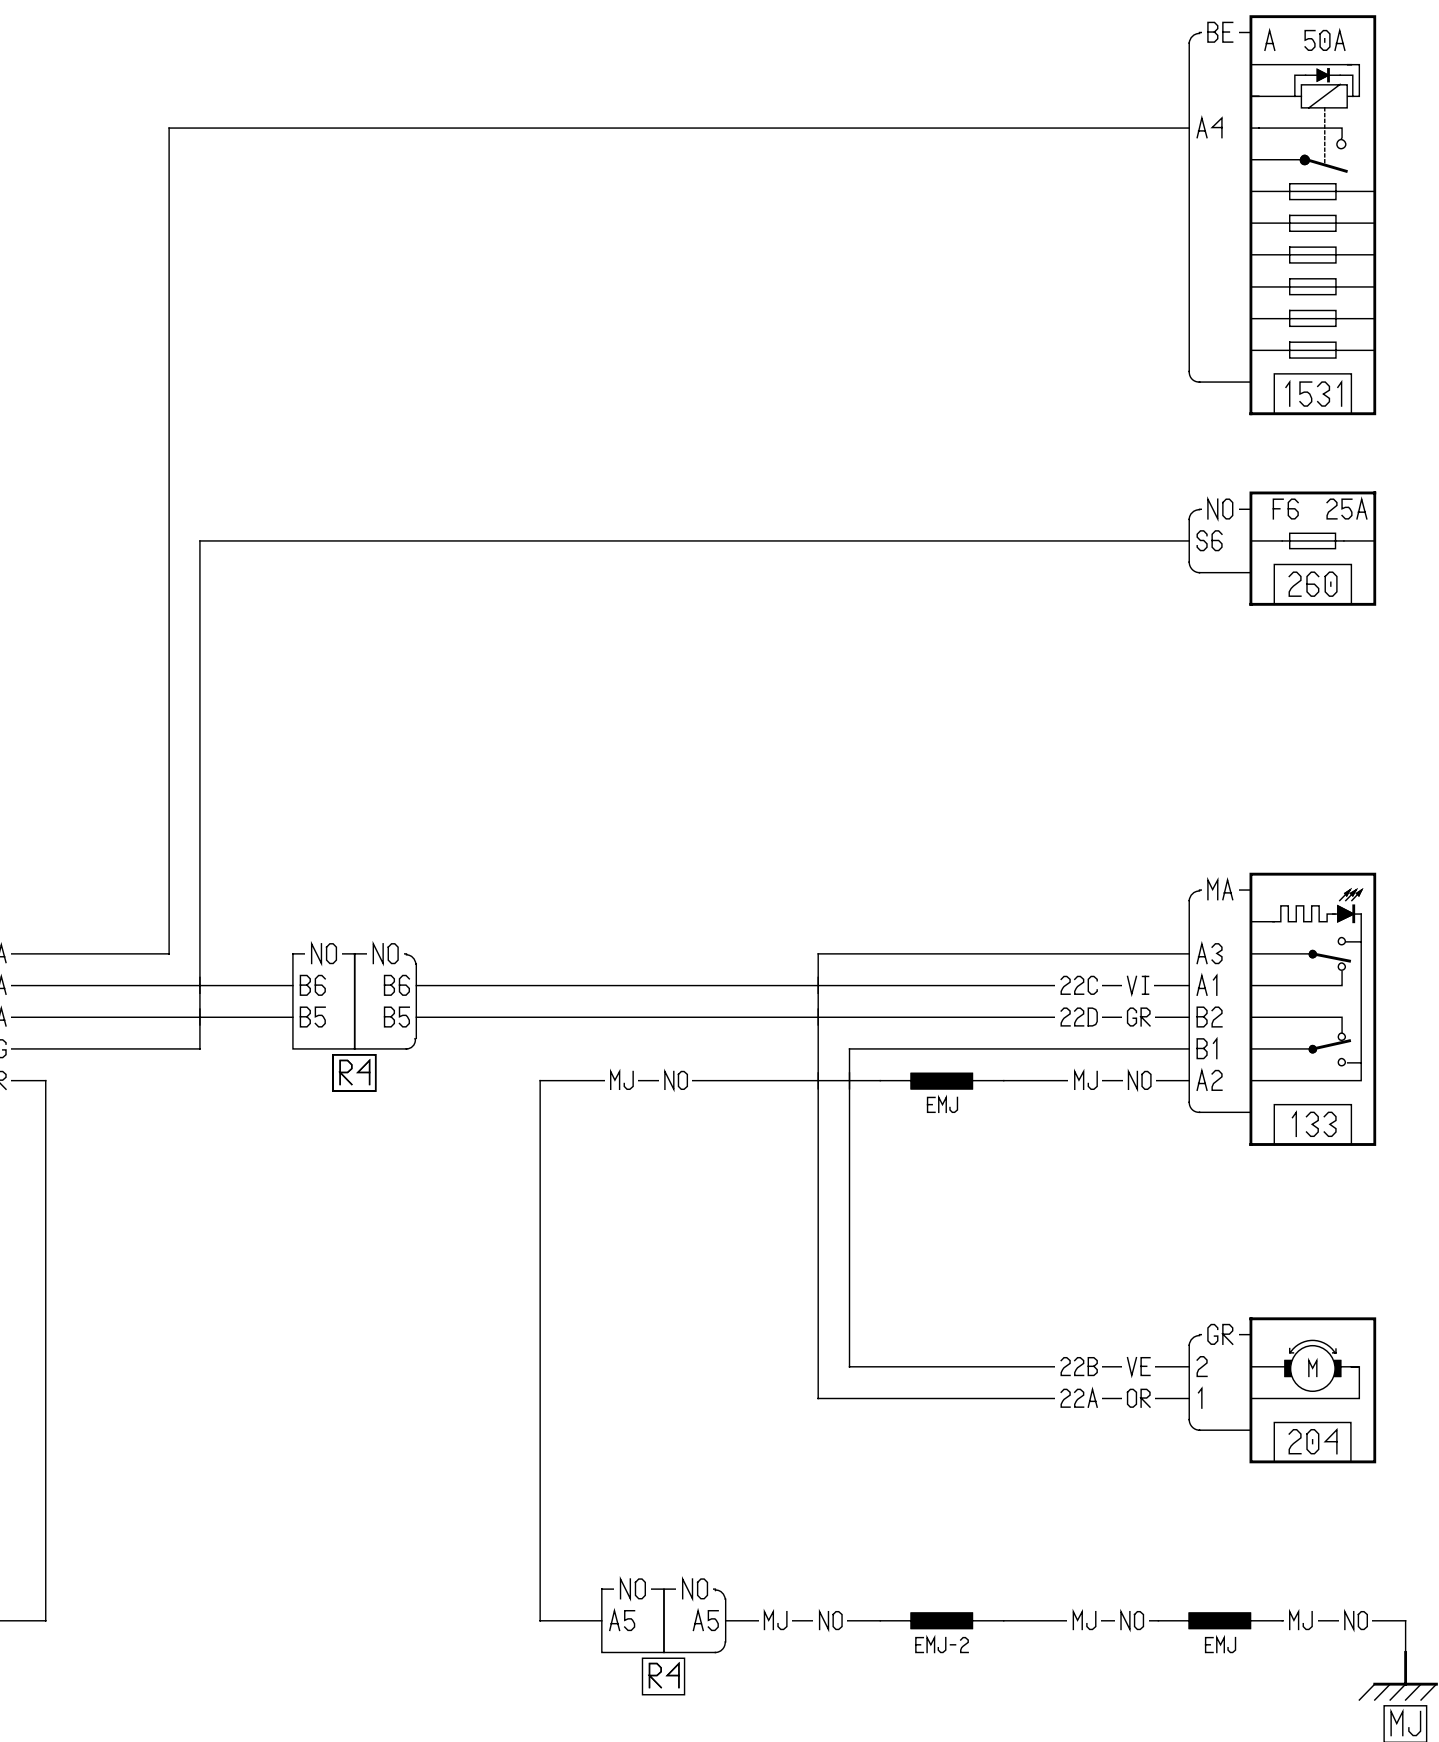 BE A 50A
A4
1531
NO F6 25A
S6
260
MA
A NO NO A3
A B6 B6 22C VI A1
A B5 B5 22D GR B2
G B1
R R4 MJ NO MJ NO A2
EMJ
133
GR
22B VE 2 M
22A OR 1
204
NO NO
A5 A5 MJ NO MJ NO MJ NO
EMJ-2 EMJ
R4
MJ